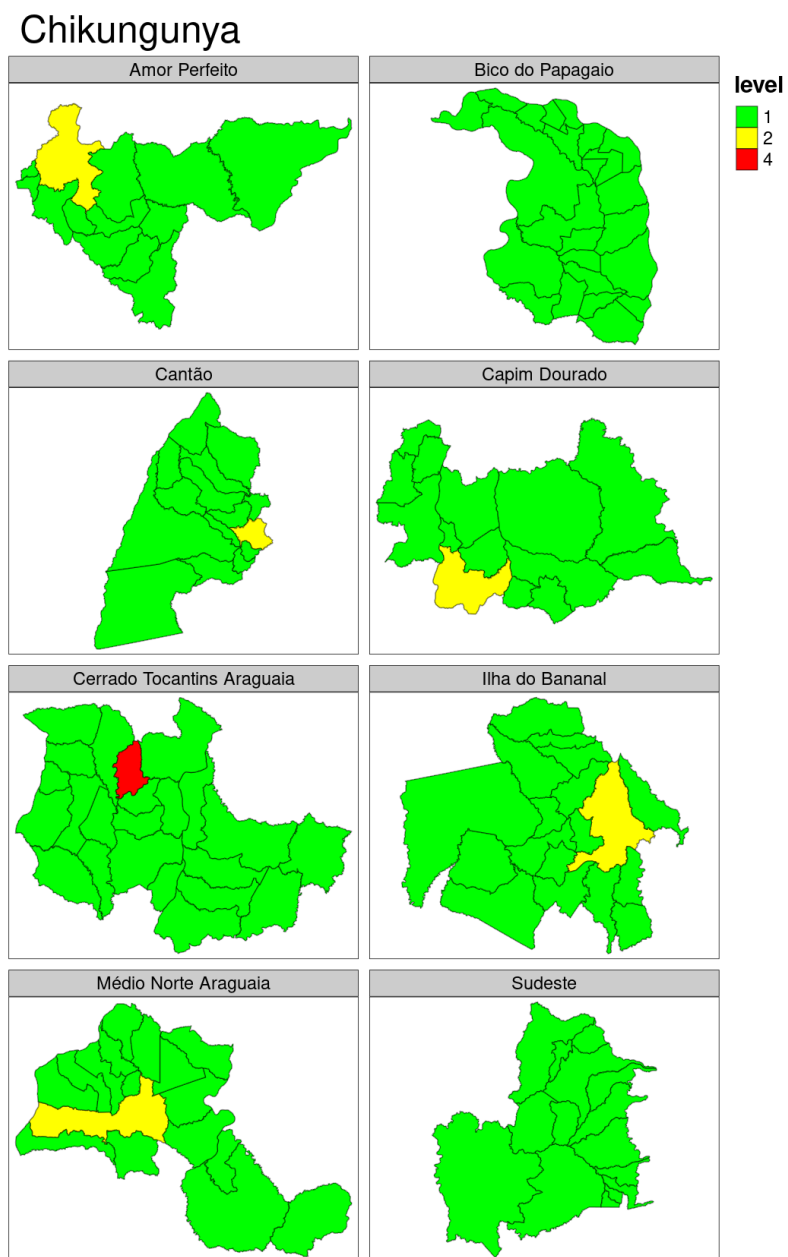 Chikungunya
Amor Perfeito
Bico do Papagaio
level
1
2
4
Cantão
Capim Dourado
Cerrado Tocantins Araguaia
Ilha do Bananal
Médio Norte Araguaia
Sudeste